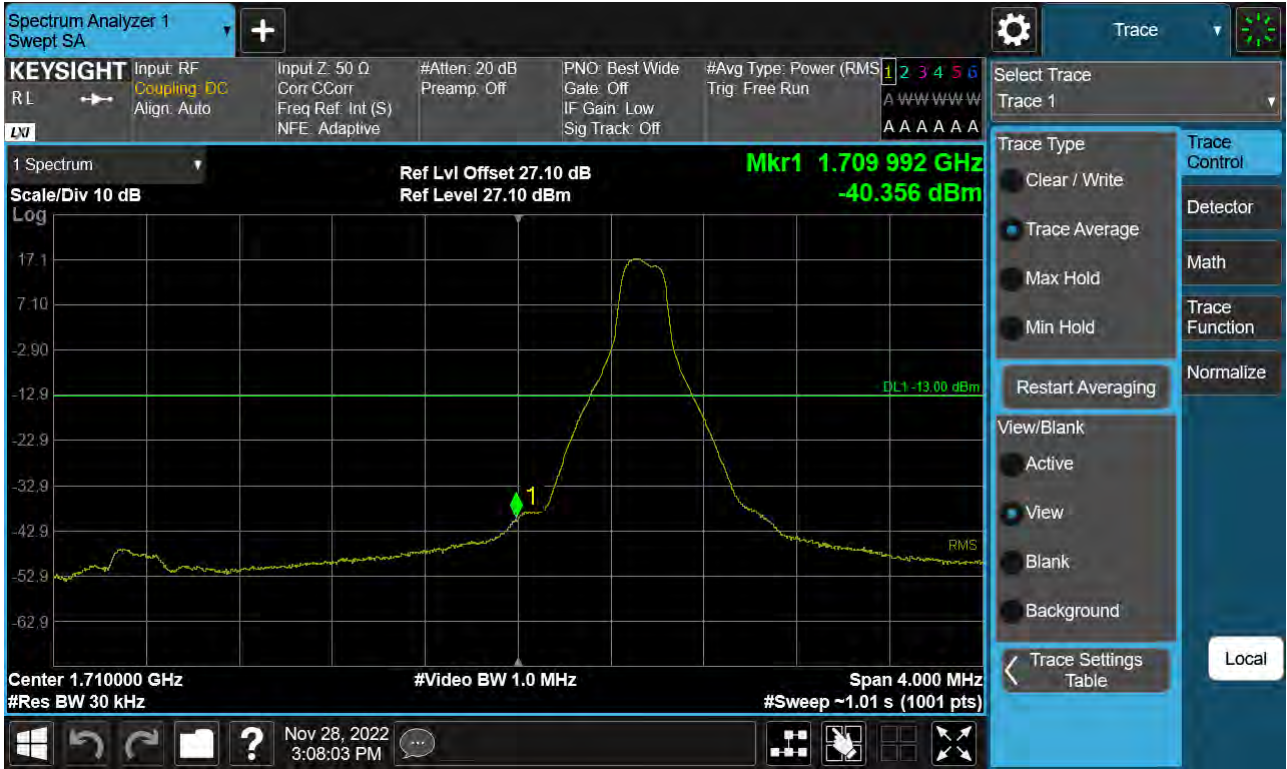 Spectrum Analyzer 1
Swept SA
+
Trace
KEYSIGHT
R L
LXI
Input: RF
Coupling: DC
Align: Auto
Input Z: 50 Ω
Corr CCorr
Freq Ref: Int (S)
NFE: Adaptive
#Atten: 20 dB
Preamp: Off
PNO: Best Wide
Gate: Off
IF Gain: Low
Sig Track: Off
#Avg Type: Power (RMS
Trig: Free Run
1 2 3 4 5 6
A W W W W W
A A A A A A
Select Trace
Trace 1
1 Spectrum
Scale/Div 10 dB
Log
Ref Lvl Offset 27.10 dB
Ref Level 27.10 dBm
Mkr1 1.709 992 GHz
-40.356 dBm
17.1
7.10
-2.90
-12.9
-22.9
-32.9
-42.9
-52.9
-62.9
DL1 -13.00 dBm
1
RMS
Center 1.710000 GHz
#Res BW 30 kHz
#Video BW 1.0 MHz
Span 4.000 MHz
#Sweep ~1.01 s (1001 pts)
Trace Type
Clear / Write
Trace Average
Max Hold
Min Hold
Restart Averaging
View/Blank
Active
View
Blank
Background
Trace Settings
Table
Trace
Control
Detector
Math
Trace
Function
Normalize
Local
?
Nov 28, 2022
3:08:03 PM